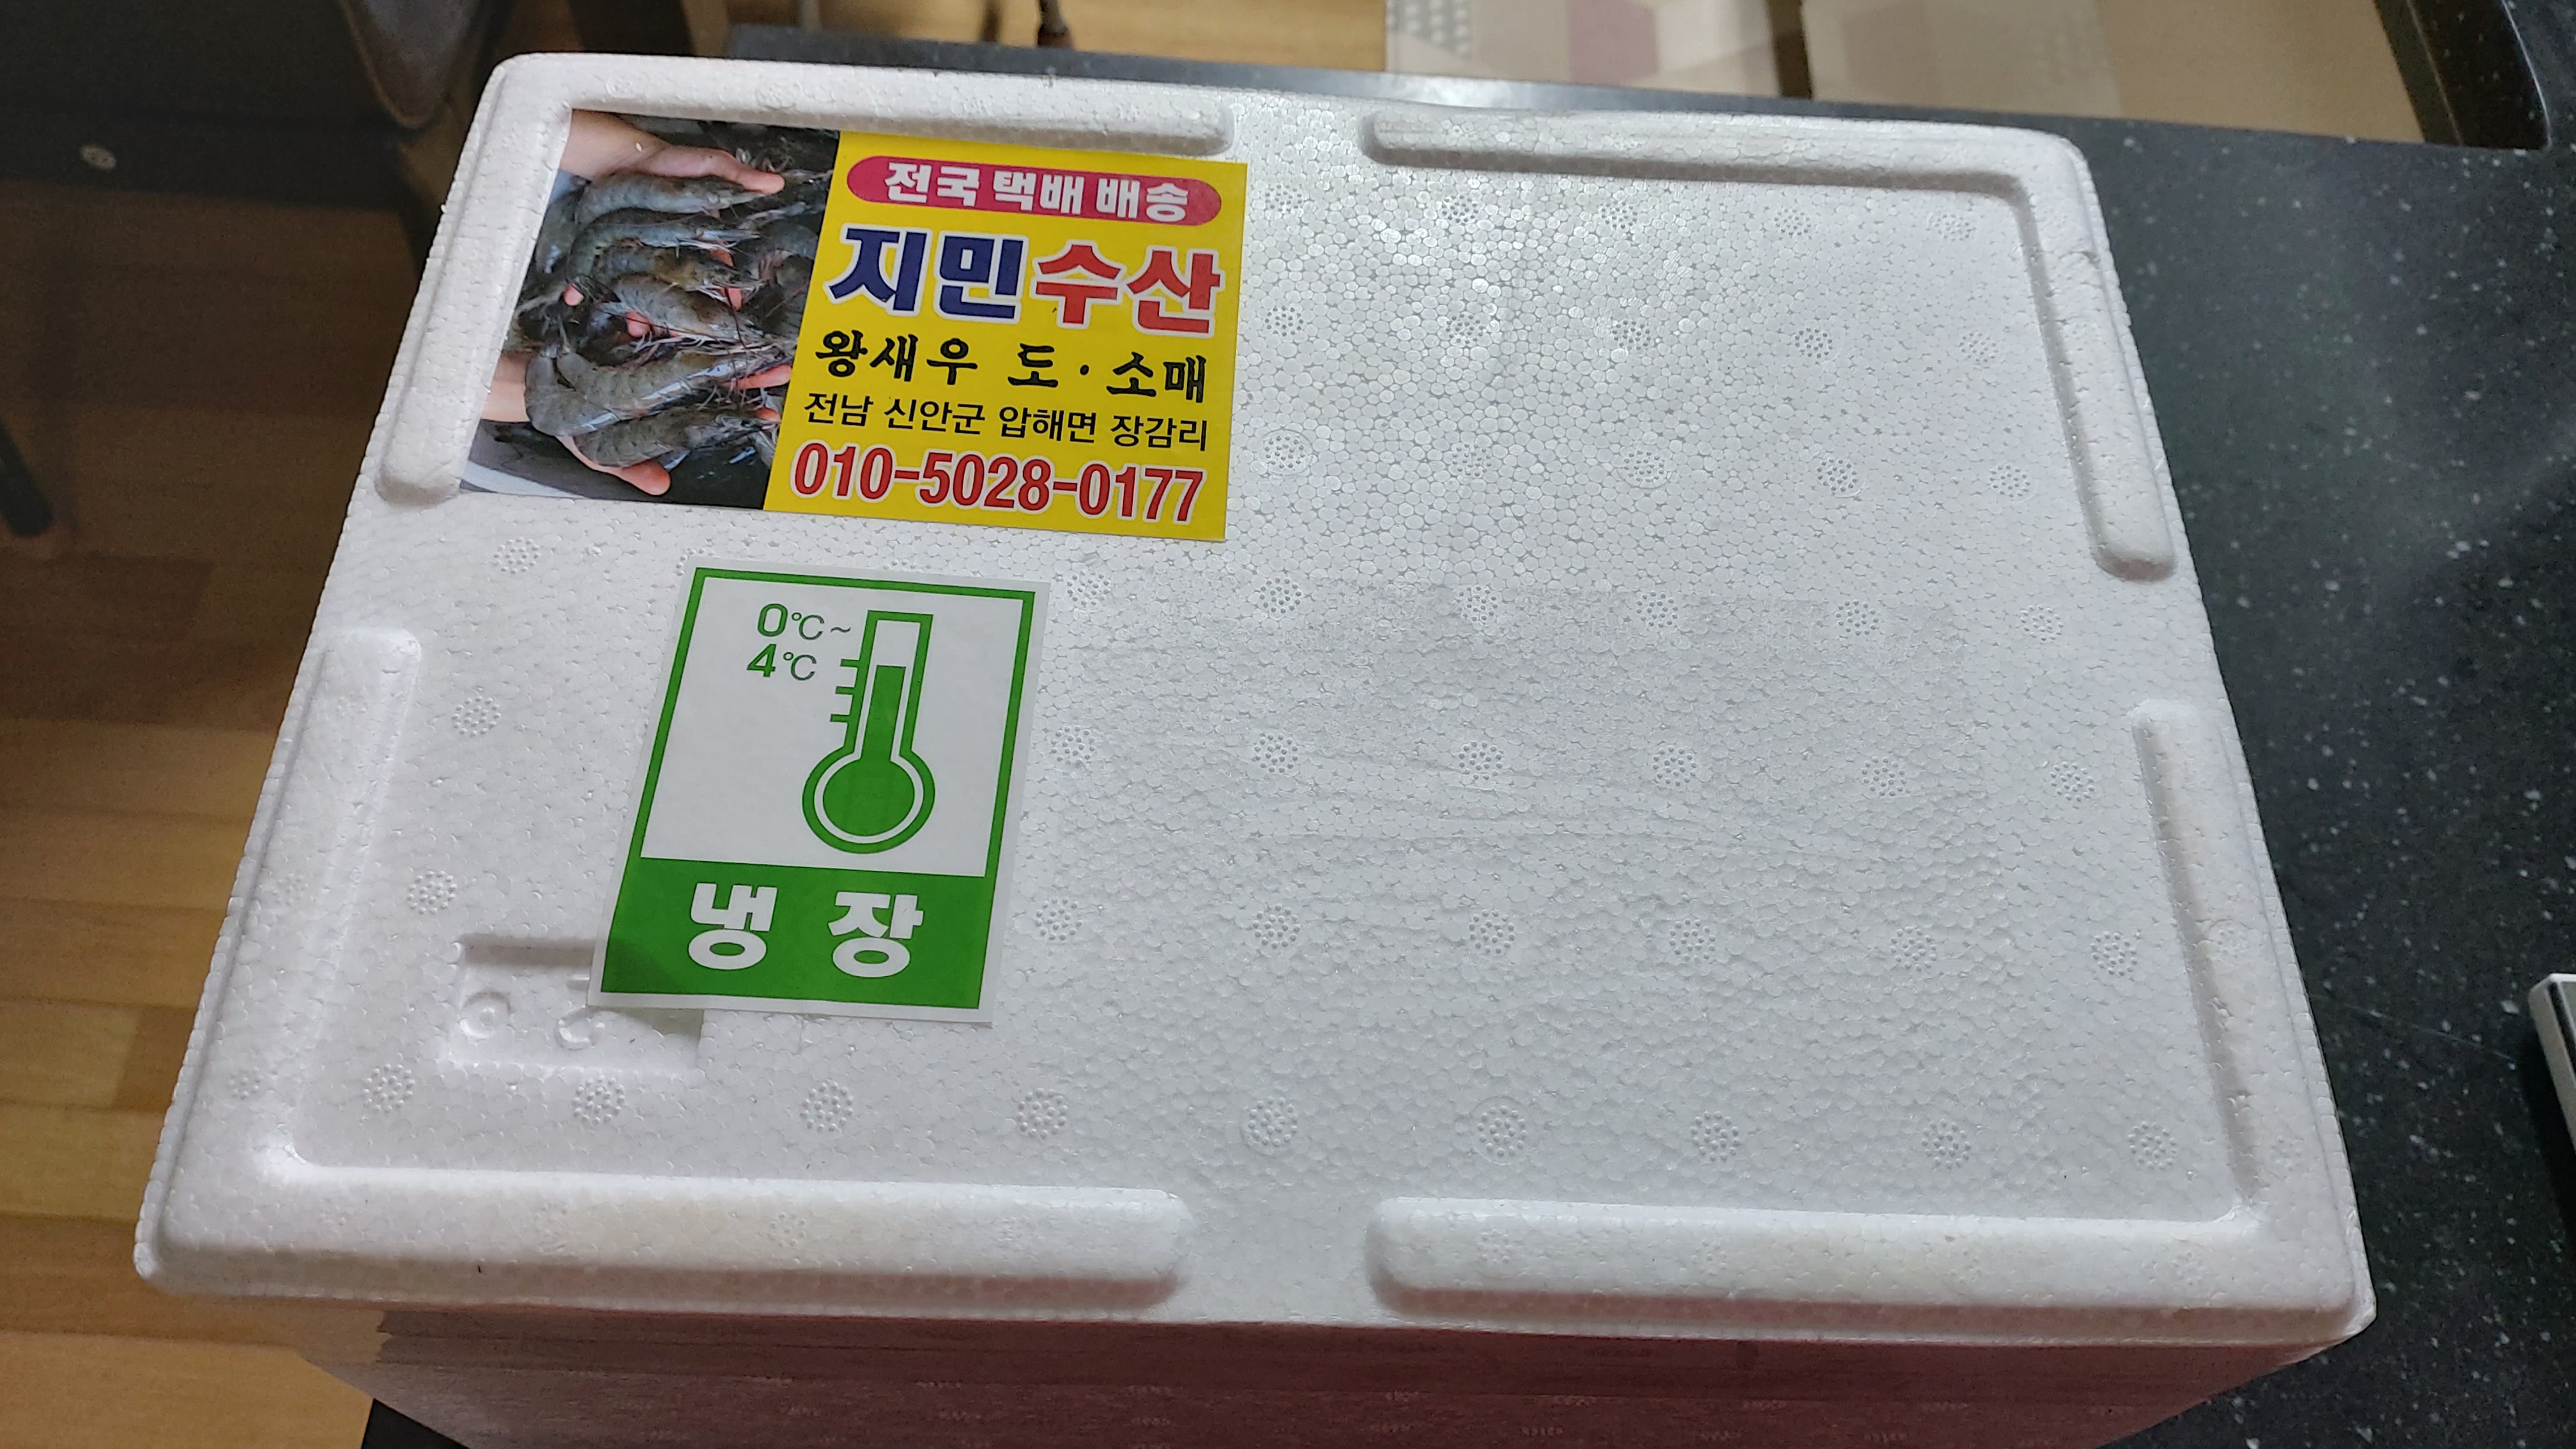 전국 택배 배송
지민수산
왕새우 도·소매
전남 신안군 압해면 장감리
010-5028-0177
0℃~
4℃
냉장